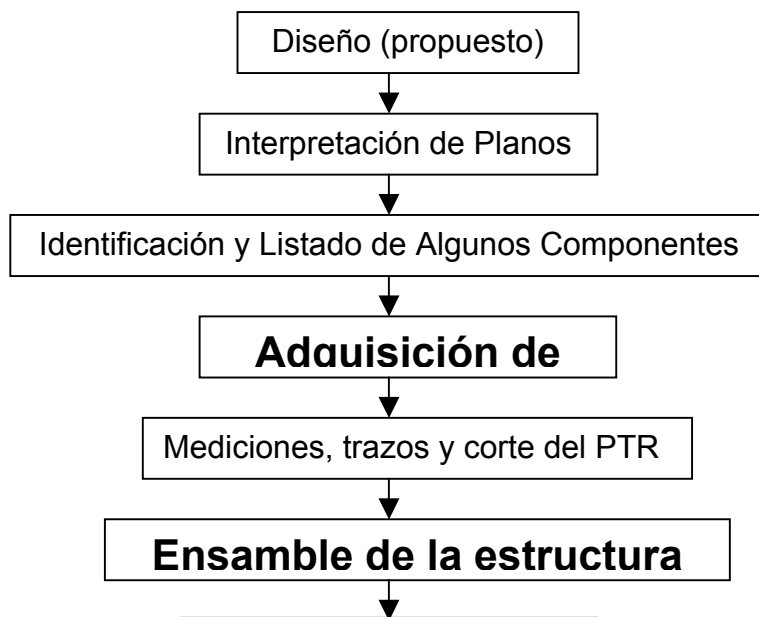 Diseño (propuesto)
Interpretación de Planos
Identificación y Listado de Algunos Componentes
Adquisición de
Mediciones, trazos y corte del PTR
Ensamble de la estructura